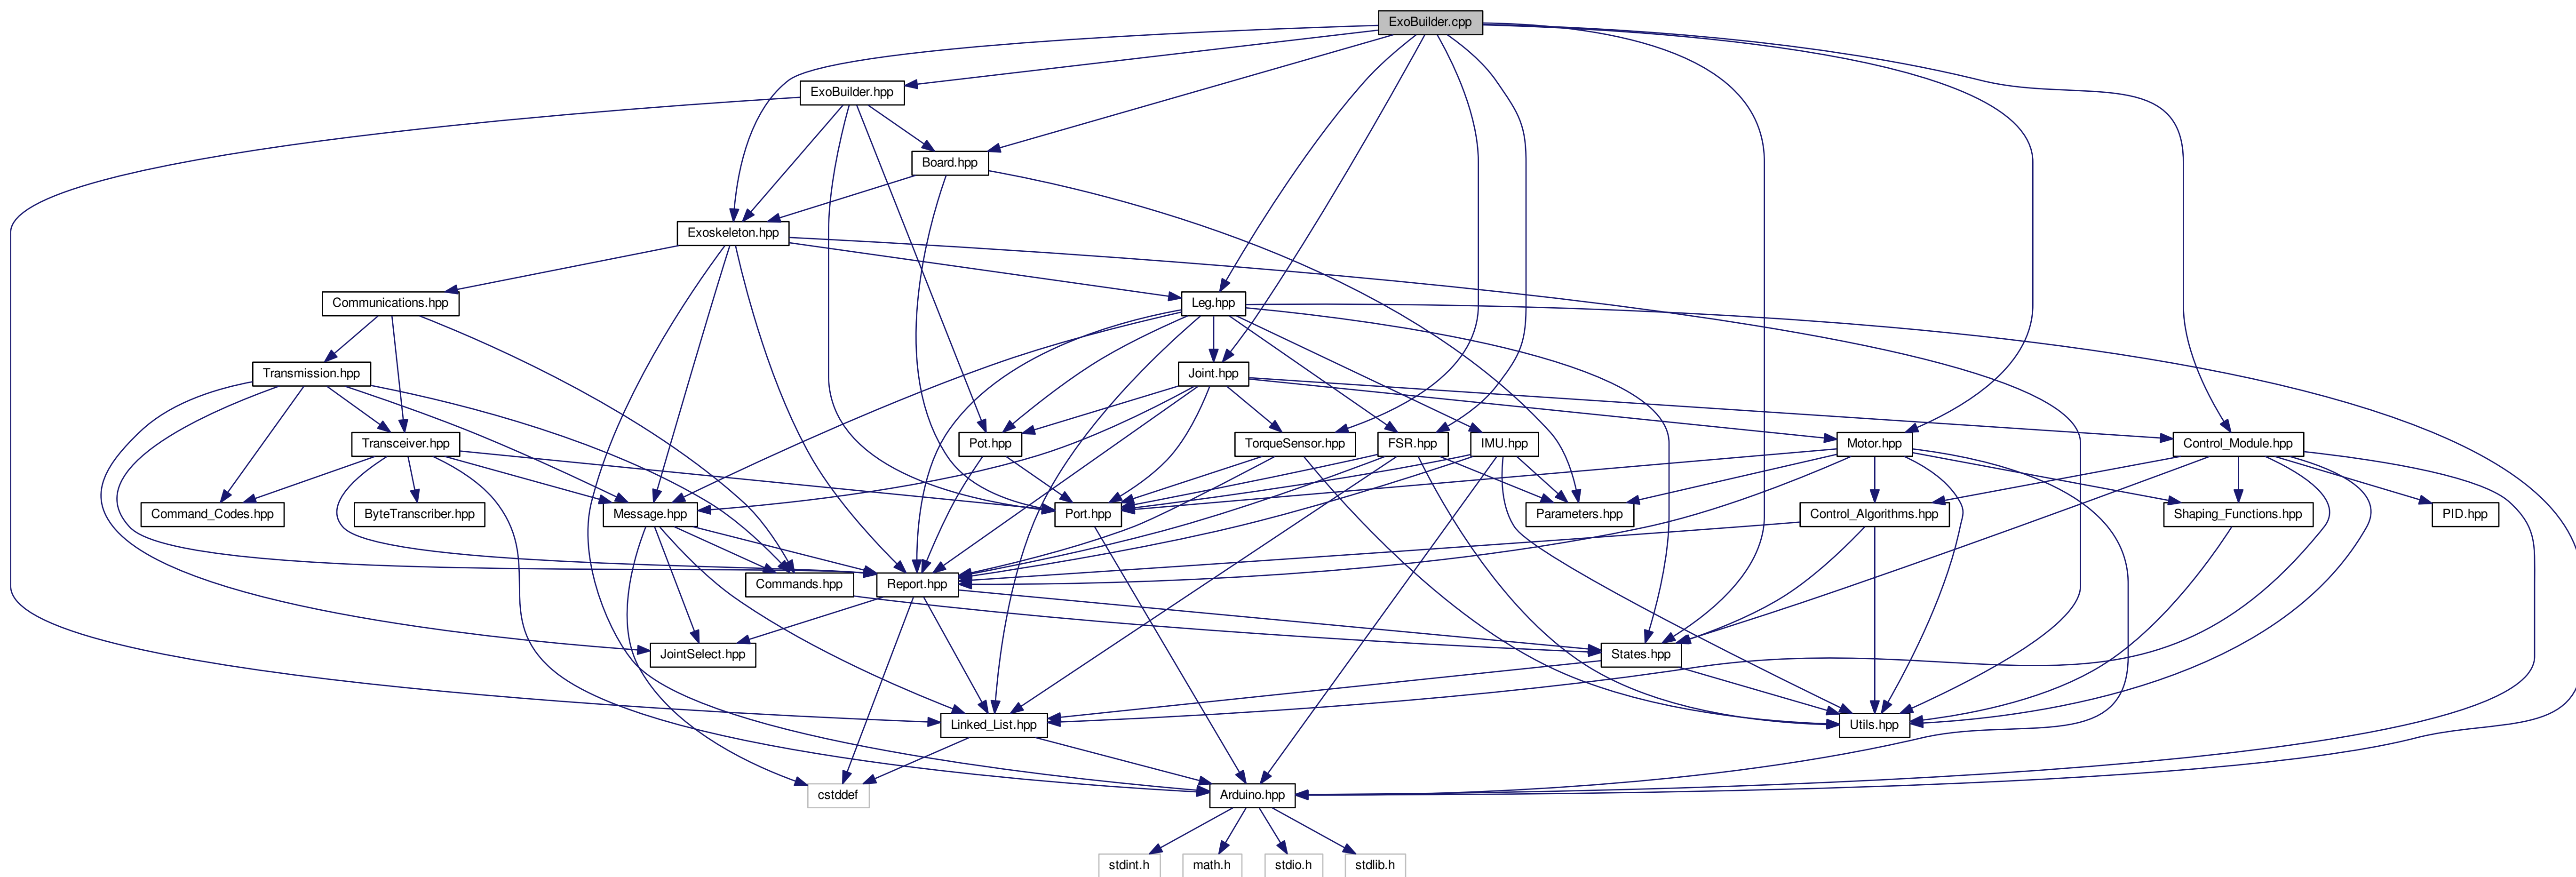 ExoBuilder.cpp
ExoBuilder.hpp
Board.hpp
Exoskeleton.hpp
Communications.hpp
Leg.hpp
Transmission.hpp
Joint.hpp
Transceiver.hpp
Pot.hpp
TorqueSensor.hpp
FSR.hpp
IMU.hpp
Motor.hpp
Control_Module.hpp
Command_Codes.hpp
ByteTranscriber.hpp
Message.hpp
Port.hpp
Parameters.hpp
Control_Algorithms.hpp
Shaping_Functions.hpp
PID.hpp
Commands.hpp
Report.hpp
JointSelect.hpp
States.hpp
Linked_List.hpp
Utils.hpp
cstddef
Arduino.hpp
stdint.h
math.h
stdio.h
stdlib.h